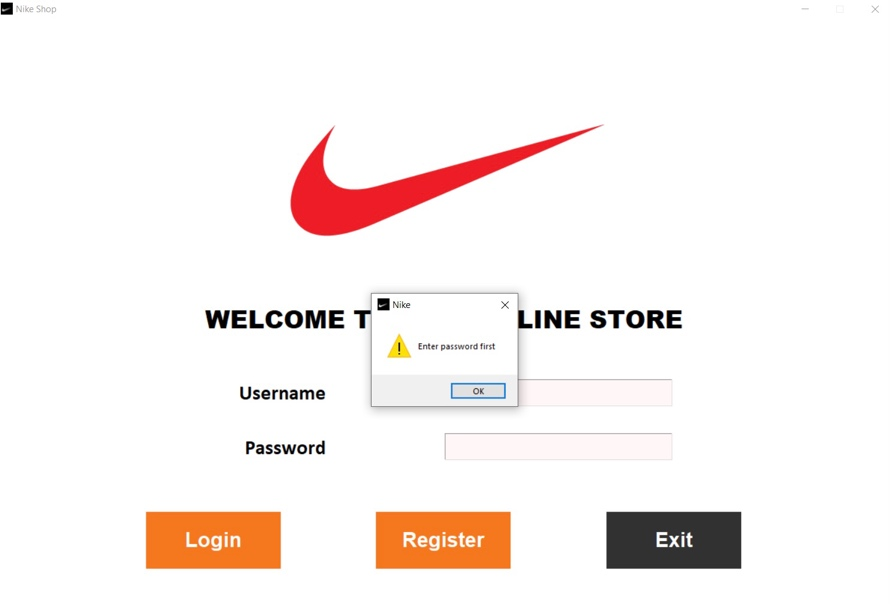 Nike Shop
Nike
WELCOME T
LINE STORE
Enter password first
OK
Username
Password
Login
Register
Exit